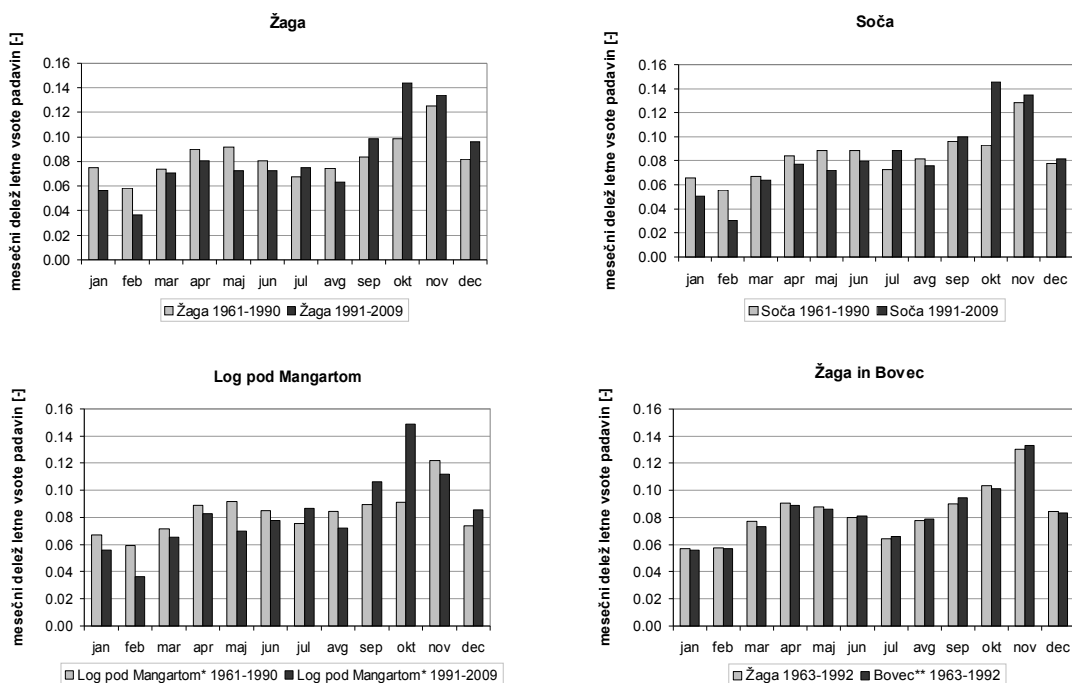 Žaga
mesečni delež letne vsote padavin [-]
0.16
0.14
0.12
0.10
0.08
0.06
0.04
0.02
0.00
jan feb mar apr maj jun jul avg sep okt nov dec
Žaga 1961-1990 Žaga 1991-2009
Soča
mesečni delež letne vsote padavin [-]
0.16
0.14
0.12
0.10
0.08
0.06
0.04
0.02
0.00
jan feb mar apr maj jun jul avg sep okt nov dec
Soča 1961-1990 Soča 1991-2009
Log pod Mangartom
mesečni delež letne vsote padavin [-]
0.16
0.14
0.12
0.10
0.08
0.06
0.04
0.02
0.00
jan feb mar apr maj jun jul avg sep okt nov dec
Log pod Mangartom* 1961-1990 Log pod Mangartom* 1991-2009
Žaga in Bovec
mesečni delež letne vsote padavin [-]
0.16
0.14
0.12
0.10
0.08
0.06
0.04
0.02
0.00
jan feb mar apr maj jun jul avg sep okt nov dec
Žaga 1963-1992 Bovec** 1963-1992